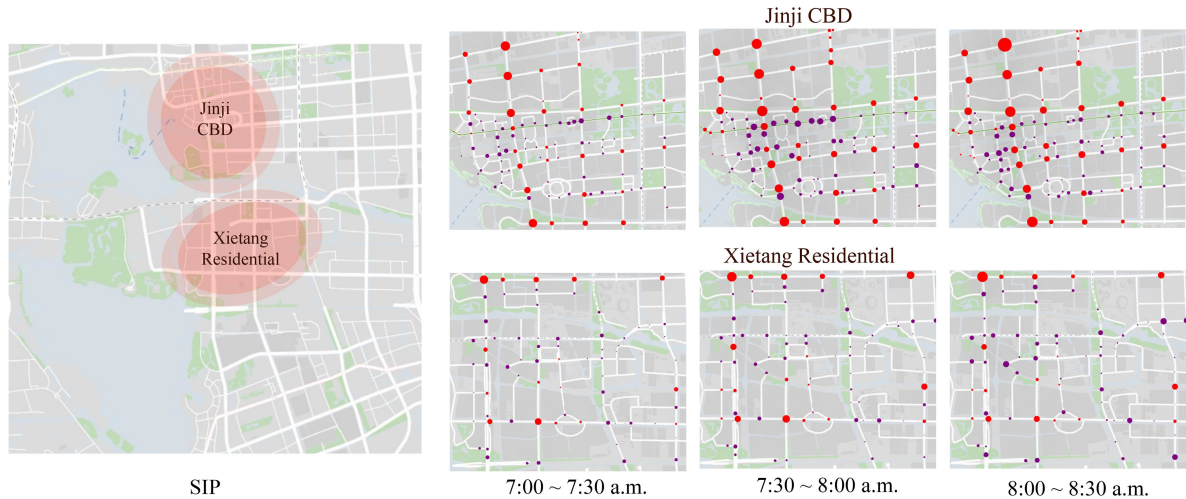 Jinji CBD
Jinji
CBD
Xietang
Residential
Xietang Residential
SIP
7:00 ~ 7:30 a.m.
7:30 ~ 8:00 a.m.
8:00 ~ 8:30 a.m.